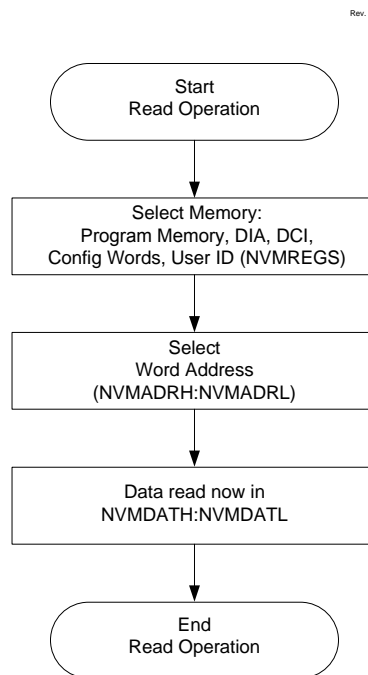 Rev.
Start
Read Operation
Select Memory:
Program Memory, DIA, DCI,
Config Words, User ID (NVMREGS)
Select
Word Address
(NVMADRH:NVMADRL)
Data read now in
NVMDATH:NVMDATL
End
Read Operation